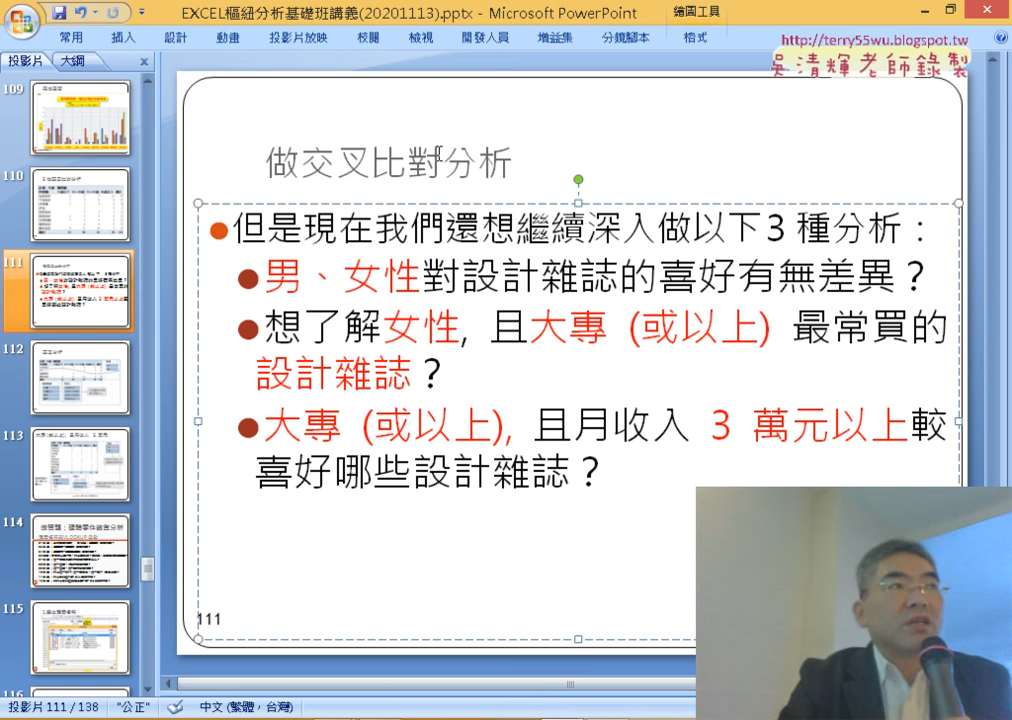 EXCEL樞紐分析基礎班講義(20201113).pptx - Microsoft PowerPoint
繪圖工具
常用 插入 設計 動畫 投影片放映 校閱 檢視 開發人員 增益集 分鏡腳本 格式
http://terry55wu.blogspot.tw
吳清輝老師錄製
投影片 大綱
做交叉比對分析
但是現在我們還想繼續深入做以下3 種分析：
男、女性對設計雜誌的喜好有無差異？
想了解女性, 且大專 (或以上) 最常買的
設計雜誌？
大專 (或以上), 且月收入 3 萬元以上較
喜好哪些設計雜誌？
111
109
110
111
112
113
114
115
116
投影片 111 / 138 "公正" 中文 (繁體，台灣)